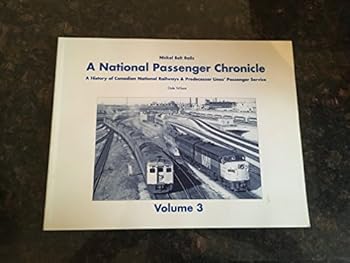 Nickel Belt Rails
A National Passenger Chronicle
A History of Canadian National Railways & Predecessor Lines' Passenger Service
Dale Wilson
Volume 3